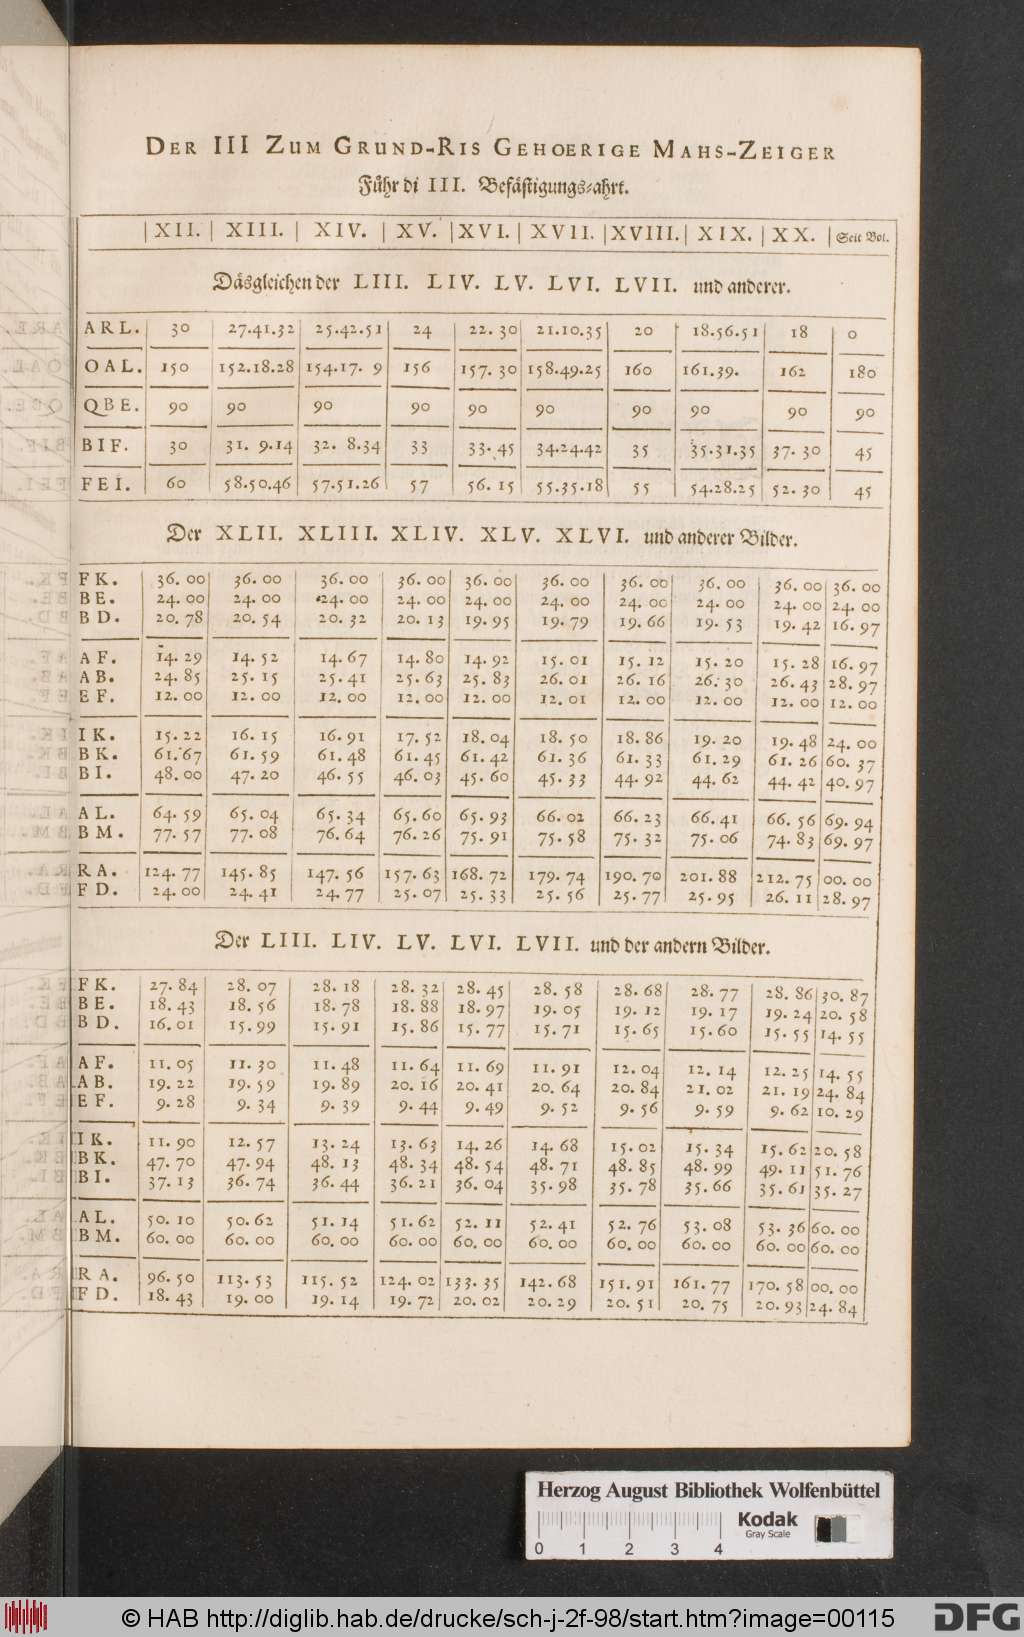 DER III ZUM GRUND-RIS GEHOERIGE MAHS-ZEIGER
Führ di III. Befästigungs-ahrt.
XII. XIII. XIV. XV. XVI. XVII. XVIII. XIX. XX. Seit Bol.
Däsgleichen der LIII. LIV. LV. LVI. LVII. und anderer.
ARL. 30 27.41.32 25.42.51 24 22. 30 21.10.35 20 18.56.51 18 0
OAL. 150 152.18.28 154.17. 9 156 157. 30 158.49.25 160 161.39. 162 180
QBE. 90 90 90 90 90 90 90 90 90 90
BIF. 30 31. 9.14 32. 8.34 33 33. 45 34.24.42 35 35.31.35 37. 30 45
FEI. 60 58.50.46 57.51.26 57 56. 15 55.35.18 55 54.28.25 52. 30 45
Der XLII. XLIII. XLIV. XLV. XLVI. und anderer Bilder.
FK. 36. 00 36. 00 36. 00 36. 00 36. 00 36. 00 36. 00 36. 00 36. 00 36. 00
BE. 24. 00 24. 00 24. 00 24. 00 24. 00 24. 00 24. 00 24. 00 24. 00 24. 00
BD. 20. 78 20. 54 20. 32 20. 13 19. 95 19. 79 19. 66 19. 53 19. 42 16. 97
AF. 14. 29 14. 52 14. 67 14. 80 14. 92 15. 01 15. 12 15. 20 15. 28 16. 97
AB. 24. 85 25. 15 25. 41 25. 63 25. 83 26. 01 26. 16 26. 30 26. 43 28. 97
EF. 12. 00 12. 00 12. 00 12. 00 12. 00 12. 01 12. 00 12. 00 12. 00 12. 00
IK. 15. 22 16. 15 16. 91 17. 52 18. 04 18. 50 18. 86 19. 20 19. 48 24. 00
BK. 61. 67 61. 59 61. 48 61. 45 61. 42 61. 36 61. 33 61. 29 61. 26 60. 37
BI. 48. 00 47. 20 46. 55 46. 03 45. 60 45. 33 44. 92 44. 62 44. 42 40. 97
AL. 64. 59 65. 04 65. 34 65. 60 65. 93 66. 02 66. 23 66. 41 66. 56 69. 94
BM. 77. 57 77. 08 76. 64 76. 26 75. 91 75. 58 75. 32 75. 06 74. 83 69. 97
RA. 124. 77 145. 85 147. 56 157. 63 168. 72 179. 74 190. 70 201. 88 212. 75 00. 00
FD. 24. 00 24. 41 24. 77 25. 07 25. 33 25. 56 25. 77 25. 95 26. 11 28. 97
Der LIII. LIV. LV. LVI. LVII. und der andern Bilder.
FK. 27. 84 28. 07 28. 18 28. 32 28. 45 28. 58 28. 68 28. 77 28. 86 30. 87
BE. 18. 43 18. 56 18. 78 18. 88 18. 97 19. 05 19. 12 19. 17 19. 24 20. 58
BD. 16. 01 15. 99 15. 91 15. 86 15. 77 15. 71 15. 65 15. 60 15. 55 14. 55
AF. 11. 05 11. 30 11. 48 11. 64 11. 69 11. 91 12. 04 12. 14 12. 25 14. 55
AB. 19. 22 19. 59 19. 89 20. 16 20. 41 20. 64 20. 84 21. 02 21. 19 24. 84
EF. 9. 28 9. 34 9. 39 9. 44 9. 49 9. 52 9. 56 9. 59 9. 62 10. 29
IK. 11. 90 12. 57 13. 24 13. 63 14. 26 14. 68 15. 02 15. 34 15. 62 20. 58
BK. 47. 70 47. 94 48. 13 48. 34 48. 54 48. 71 48. 85 48. 99 49. 11 51. 76
BI. 37. 13 36. 74 36. 44 36. 21 36. 04 35. 98 35. 78 35. 66 35. 61 35. 27
AL. 50. 10 50. 62 51. 14 51. 62 52. 11 52. 41 52. 76 53. 08 53. 36 60. 00
BM. 60. 00 60. 00 60. 00 60. 00 60. 00 60. 00 60. 00 60. 00 60. 00 60. 00
RA. 96. 50 113. 53 115. 52 124. 02 133. 35 142. 68 151. 91 161. 77 170. 58 00. 00
FD. 18. 43 19. 00 19. 14 19. 72 20. 02 20. 29 20. 51 20. 75 20. 93 24. 84
Herzog August Bibliothek Wolfenbüttel
Kodak
Gray Scale
0 1 2 3 4
© HAB http://diglib.hab.de/drucke/sch-j-2f-98/start.htm?image=00115
DFG